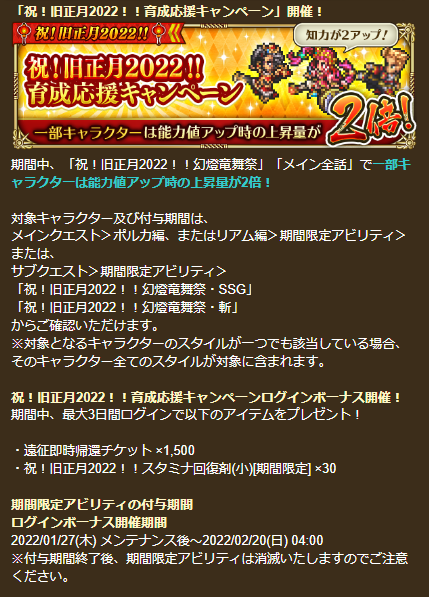 「祝！旧正月2022！！育成応援キャンペーン」開催！
祝！旧正月2022!!
知力が2アップ！
祝！旧正月2022!!
育成応援キャンペーン
一部キャラクターは能力値アップ時の上昇量が
2倍！
期間中、「祝！旧正月2022！！幻燈竜舞祭」「メイン全話」で一部キ
ャラクターは能力値アップ時の上昇量が2倍！
対象キャラクター及び付与期間は、
メインクエスト＞ポルカ編、またはリアム編＞期間限定アビリティ＞
または、
サブクエスト＞期間限定アビリティ＞
「祝！旧正月2022！！幻燈竜舞祭・SSG」
「祝！旧正月2022！！幻燈竜舞祭・斬」
からご確認いただけます。
※対象となるキャラクターのスタイルが一つでも該当している場合、
そのキャラクター全てのスタイルが対象に含まれます。
祝！旧正月2022！！育成応援キャンペーンログインボーナス開催！
期間中、最大3日間ログインで以下のアイテムをプレゼント！
・遠征即時帰還チケット ×1,500
・祝！旧正月2022！！スタミナ回復剤(小)[期間限定] ×30
期間限定アビリティの付与期間
ログインボーナス開催期間
2022/01/27(木) メンテナンス後～2022/02/20(日) 04:00
※付与期間終了後、期間限定アビリティは消滅いたしますのでご注意
ください。